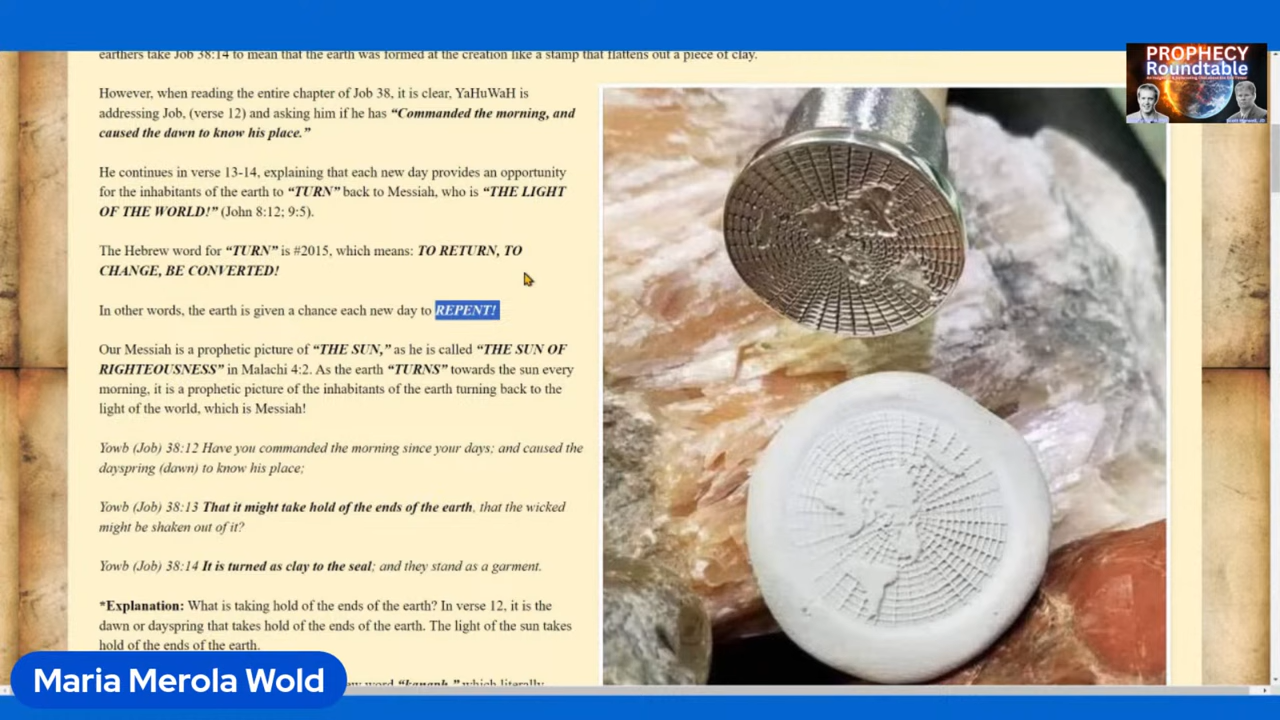 earthers take Job 38:14 to mean that the earth was formed at the creation like a stamp that flattens out a piece of clay.
However, when reading the entire chapter of Job 38, it is clear, YaHuWaH is
addressing Job, (verse 12) and asking him if he has “Commanded the morning, and
caused the dawn to know his place.”
He continues in verse 13-14, explaining that each new day provides an opportunity
for the inhabitants of the earth to “TURN” back to Messiah, who is “THE LIGHT
OF THE WORLD!” (John 8:12; 9:5).
The Hebrew word for “TURN” is #2015, which means: TO RETURN, TO
CHANGE, BE CONVERTED!
In other words, the earth is given a chance each new day to REPENT!
Our Messiah is a prophetic picture of “THE SUN,” as he is called “THE SUN OF
RIGHTEOUSNESS” in Malachi 4:2. As the earth “TURNS” towards the sun every
morning, it is a prophetic picture of the inhabitants of the earth turning back to the
light of the world, which is Messiah!
Yowb (Job) 38:12 Have you commanded the morning since your days; and caused the
dayspring (dawn) to know his place;
Yowb (Job) 38:13 That it might take hold of the ends of the earth, that the wicked
might be shaken out of it?
Yowb (Job) 38:14 It is turned as clay to the seal; and they stand as a garment.
*Explanation: What is taking hold of the ends of the earth? In verse 12, it is the
dawn or dayspring that takes hold of the ends of the earth. The light of the sun takes
hold of the ends of the earth.
word “kanaph,” which literally
PROPHECY
Roundtable
Maria Merola Wold